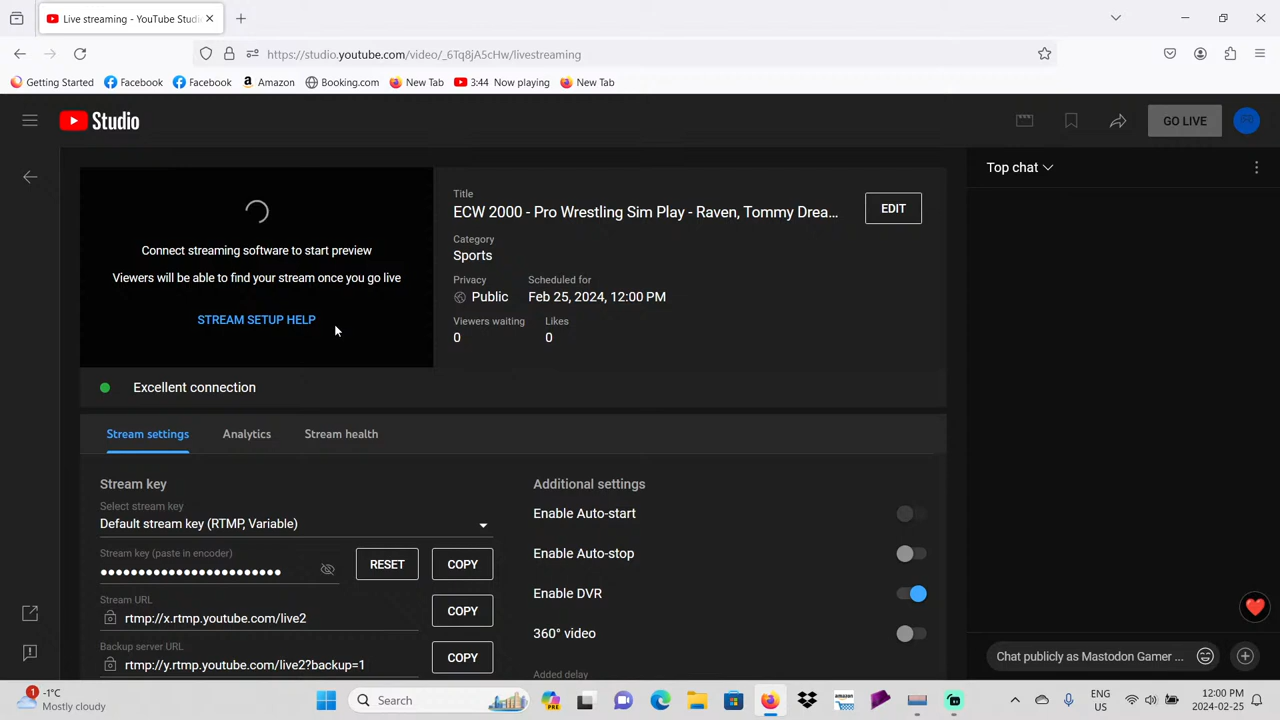 Live streaming - YouTube Studi
https://studio.youtube.com/video/_6Tq8jA5cHw/livestreaming
Getting Started
Facebook
Facebook
Amazon
Booking.com
New Tab
3:44 Now playing
New Tab
Studio
GO LIVE
Connect streaming software to start preview
Viewers will be able to find your stream once you go live
STREAM SETUP HELP
Title
ECW 2000 - Pro Wrestling Sim Play - Raven, Tommy Drea...
EDIT
Category
Sports
Privacy
Public
Scheduled for
Feb 25, 2024, 12:00 PM
Viewers waiting
0
Likes
0
Top chat
Excellent connection
Stream settings
Analytics
Stream health
Stream key
Select stream key
Default stream key (RTMP, Variable)
Stream key (paste in encoder)
••••••••••••••••••••••••
RESET
COPY
Stream URL
rtmp://x.rtmp.youtube.com/live2
COPY
Backup server URL
rtmp://y.rtmp.youtube.com/live2?backup=1
COPY
Additional settings
Enable Auto-start
Enable Auto-stop
Enable DVR
360° video
Added delay
Chat publicly as Mastodon Gamer ...
1
-1°C
Mostly cloudy
Search
PRE
amazon
ENG
US
12:00 PM
2024-02-25